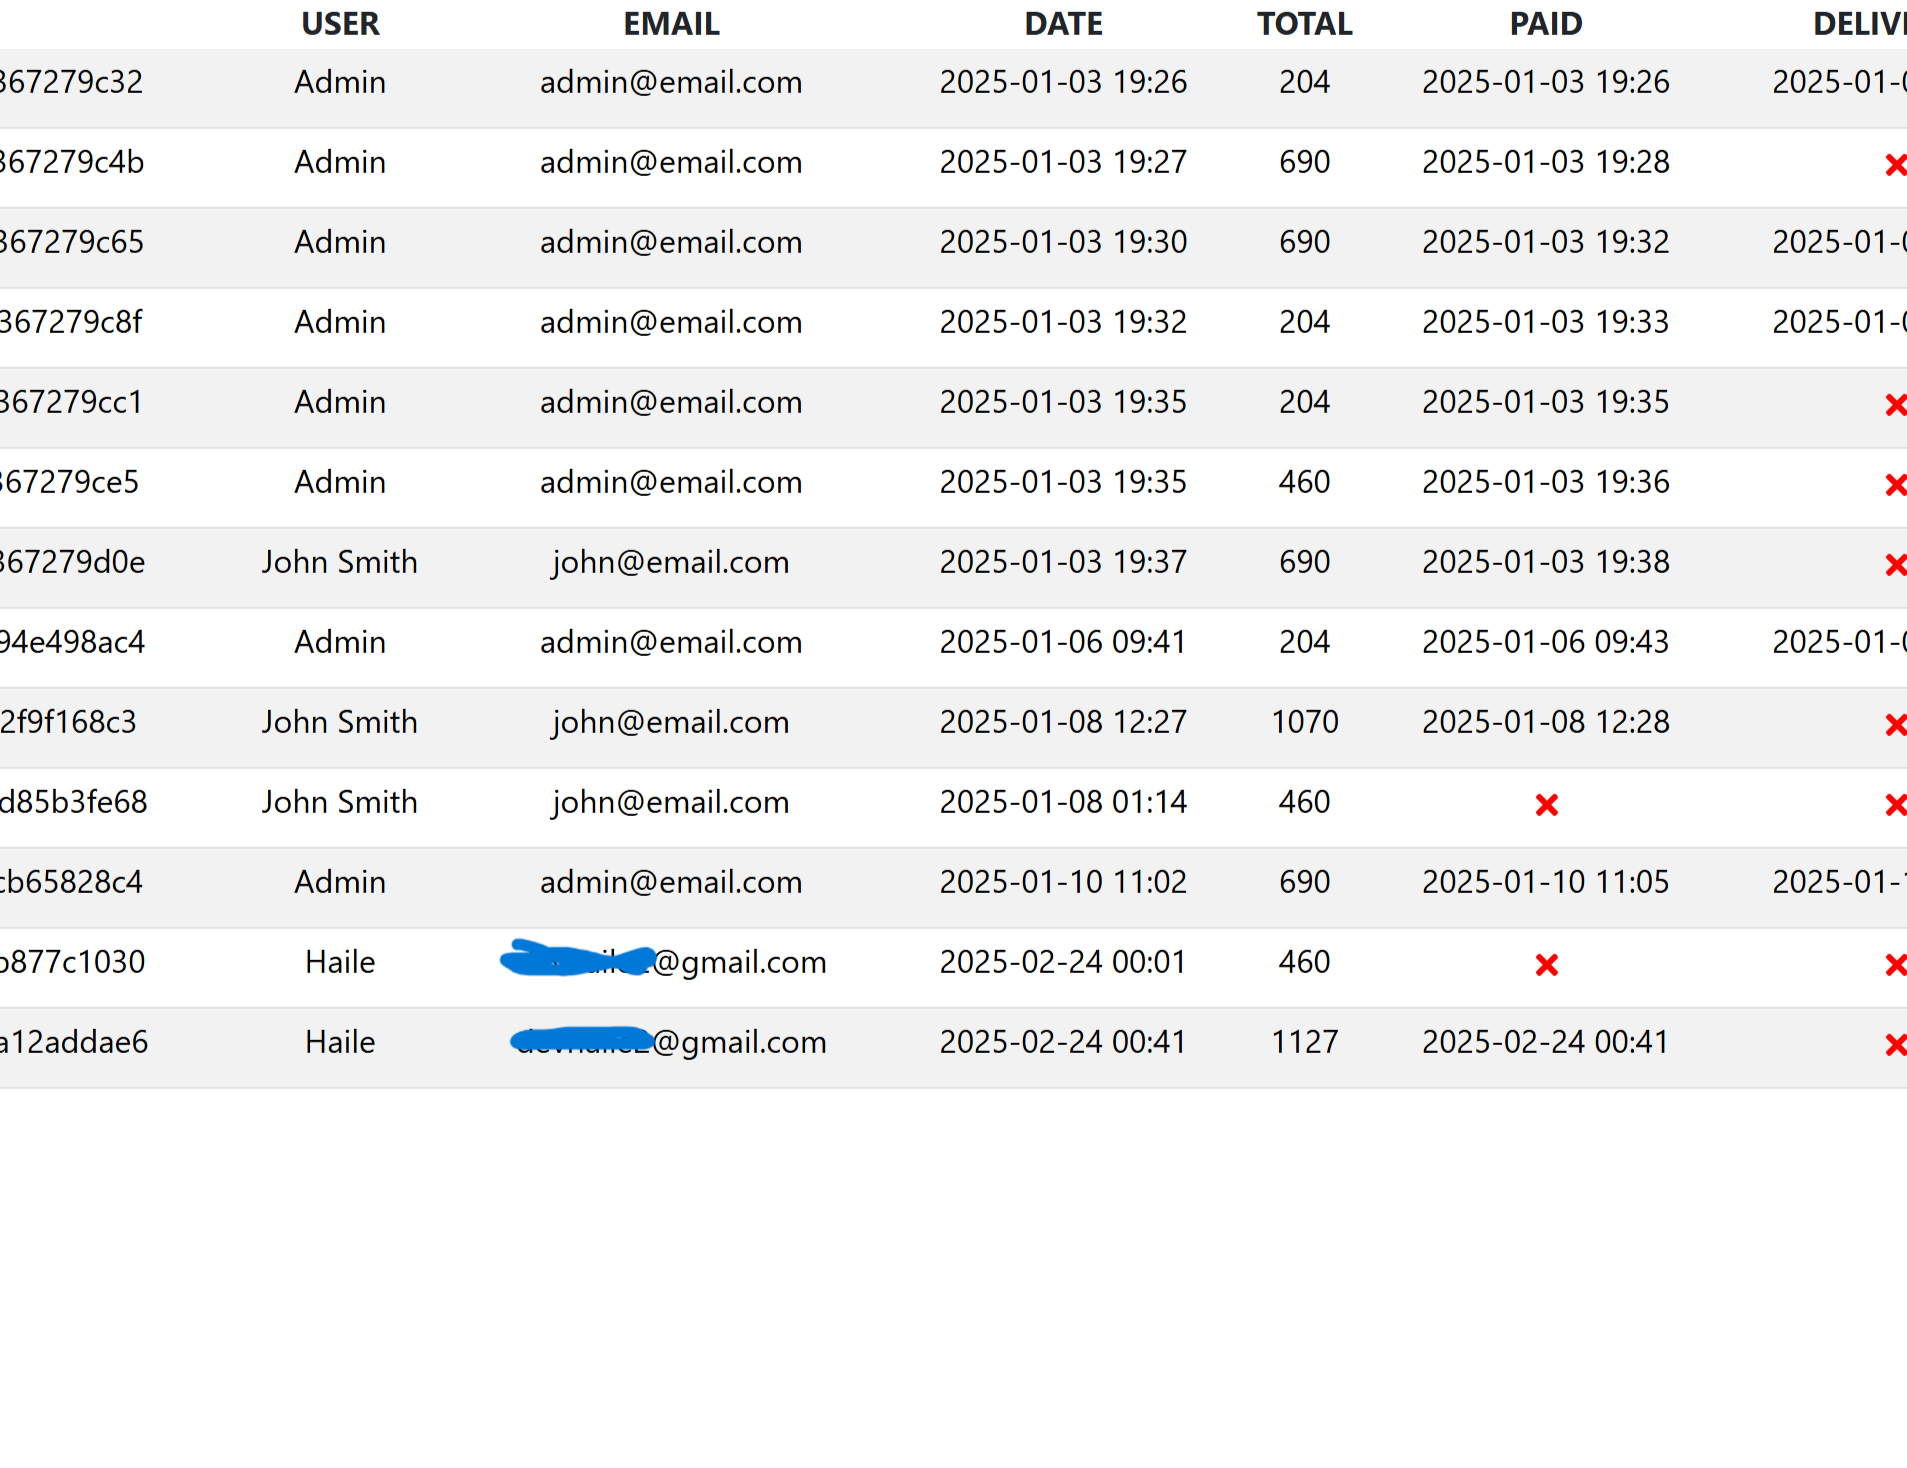 USER EMAIL DATE TOTAL PAID DELIV
367279c32 Admin admin@email.com 2025-01-03 19:26 204 2025-01-03 19:26 2025-01-0
367279c4b Admin admin@email.com 2025-01-03 19:27 690 2025-01-03 19:28
367279c65 Admin admin@email.com 2025-01-03 19:30 690 2025-01-03 19:32 2025-01-0
367279c8f Admin admin@email.com 2025-01-03 19:32 204 2025-01-03 19:33 2025-01-0
367279cc1 Admin admin@email.com 2025-01-03 19:35 204 2025-01-03 19:35
367279ce5 Admin admin@email.com 2025-01-03 19:35 460 2025-01-03 19:36
367279d0e John Smith john@email.com 2025-01-03 19:37 690 2025-01-03 19:38
94e498ac4 Admin admin@email.com 2025-01-06 09:41 204 2025-01-06 09:43 2025-01-0
2f9f168c3 John Smith john@email.com 2025-01-08 12:27 1070 2025-01-08 12:28
d85b3fe68 John Smith john@email.com 2025-01-08 01:14 460
cb65828c4 Admin admin@email.com 2025-01-10 11:02 690 2025-01-10 11:05 2025-01-1
b877c1030 Haile @gmail.com 2025-02-24 00:01 460
a12addae6 Haile @gmail.com 2025-02-24 00:41 1127 2025-02-24 00:41